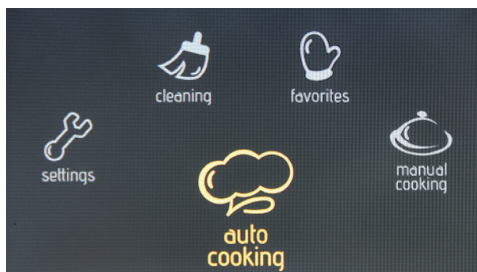 cleaning
favorites
settings
manual
cooking
auto
cooking